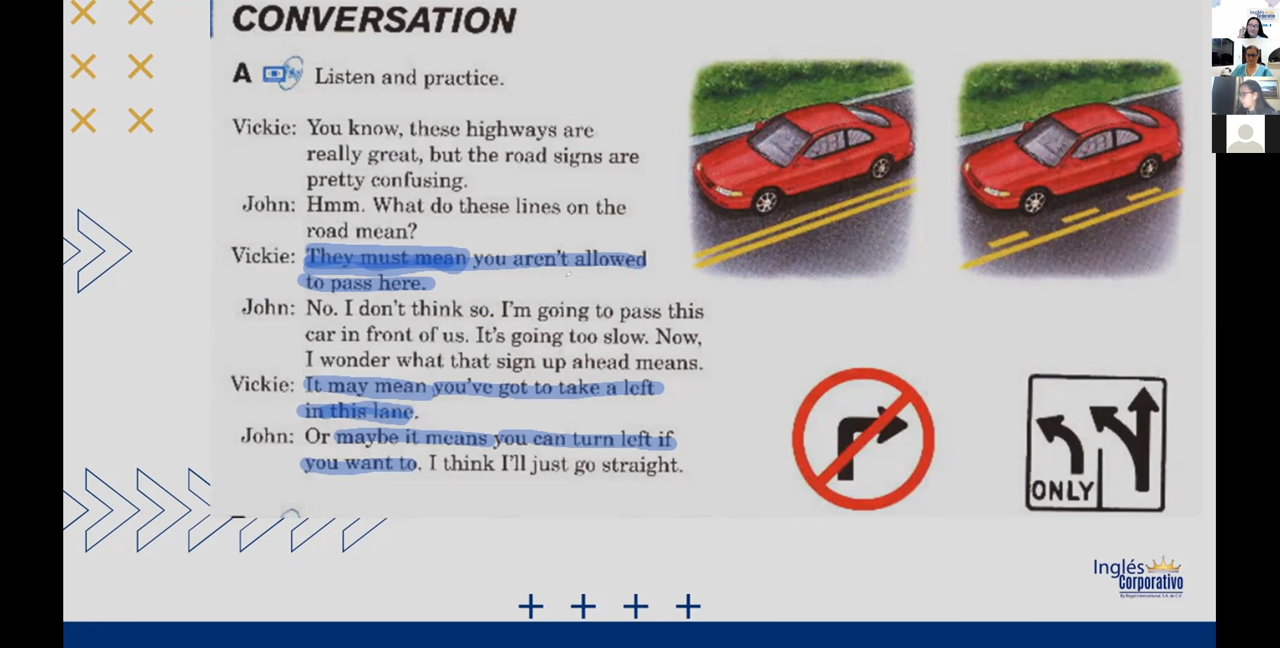 CONVERSATION
A Listen and practice.
Vickie: You know, these highways are
really great, but the road signs are
pretty confusing.
John: Hmm. What do these lines on the
road mean?
Vickie: They must mean you aren't allowed
to pass here.
John: No. I don't think so. I'm going to pass this
car in front of us. It's going too slow. Now,
I wonder what that sign up ahead means.
Vickie: It may mean you've got to take a left
in this lane.
John: Or maybe it means you can turn left if
you want to. I think I'll just go straight.
ONLY
Inglés
Corporativo